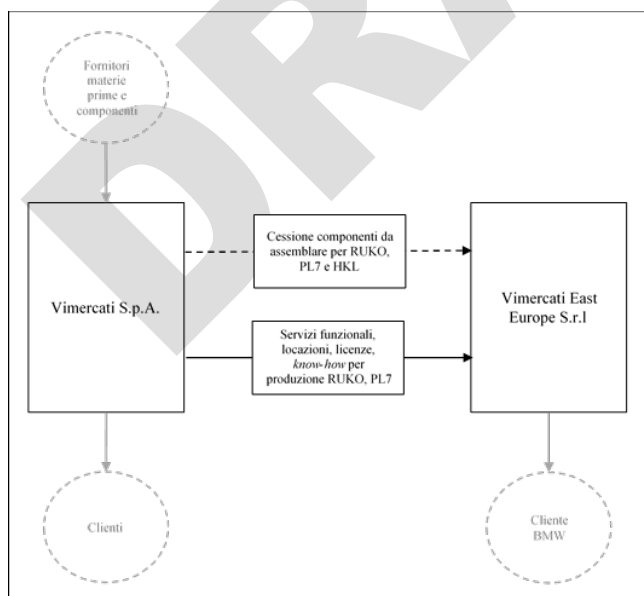 Fornitori
materie
prime e
componenti
Vimercati S.p.A.
Cessione componenti da
assemblare per RUKO,
PL7 e HKL
Servizi funzionali,
locazioni, licenze,
know-how per
produzione RUKO, PL7
Vimercati East
Europe S.r.l
Clienti
Cliente
BMW
DRA